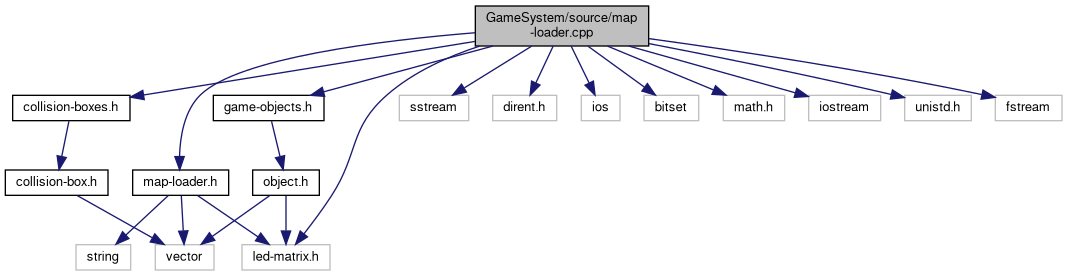 GameSystem/source/map
-loader.cpp
collision-boxes.h
game-objects.h
sstream
dirent.h
ios
bitset
math.h
iostream
unistd.h
fstream
collision-box.h
map-loader.h
object.h
string
vector
led-matrix.h